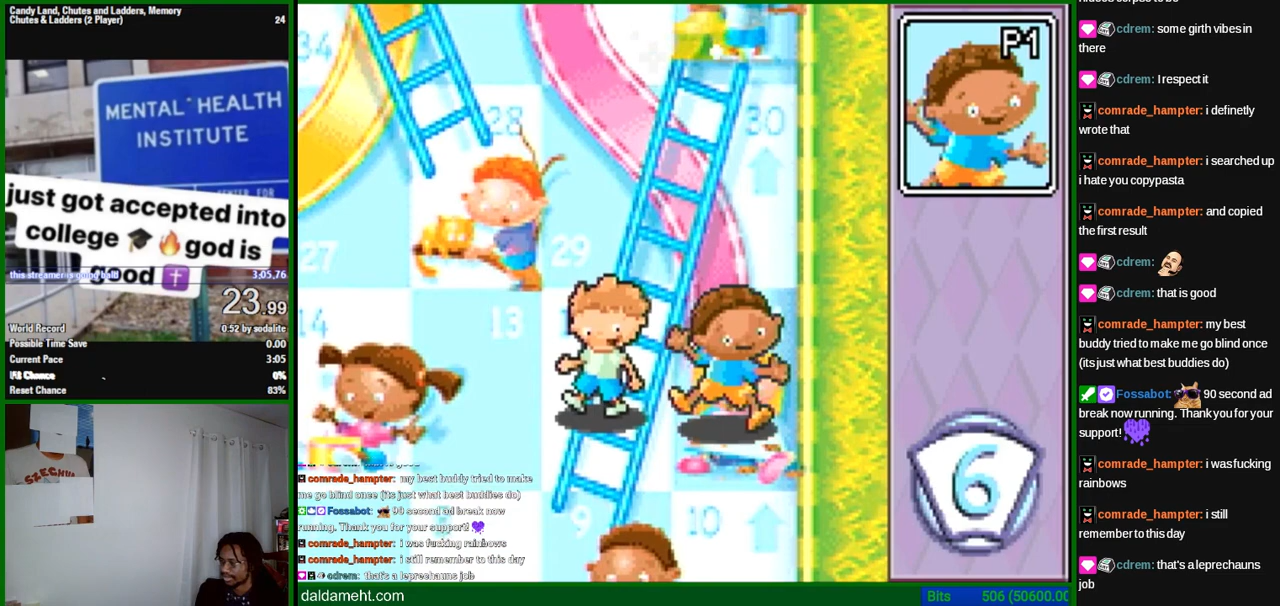 Candy Land, Chutes and Ladders, Memory
Chutes & Ladders (2 Player)
24
MENTAL HEALTH
INSTITUTE
just got accepted into
college 🎓🔥god is
good ✝️
this streamer is going bald!
3:05.76
23.99
World Record
0:52 by sodalite
Possible Time Save
0.00
Current Pace
3:05
0%
Reset Chance
83%
34
28
30
27
29
14
13
9
10
P1
6
comrade_hampter: my best buddy tried to make
me go blind once (its just what best buddies do)
Fossabot: 90 second ad break now
running. Thank you for your support!
comrade_hampter: i was fucking rainbows
comrade_hampter: i still remember to this day
cdrem: that's a leprechauns job
daldameht.com
Bits
506 (50600.00
cdrem: some girth vibes in
there
cdrem: I respect it
comrade_hampter: i definetly
wrote that
comrade_hampter: i searched up
i hate you copypasta
comrade_hampter: and copied
the first result
cdrem:
cdrem: that is good
comrade_hampter: my best
buddy tried to make me go blind once
(its just what best buddies do)
Fossabot: 90 second ad
break now running. Thank you for your
support!
comrade_hampter: i was fucking
rainbows
comrade_hampter: i still
remember to this day
cdrem: that's a leprechauns
job